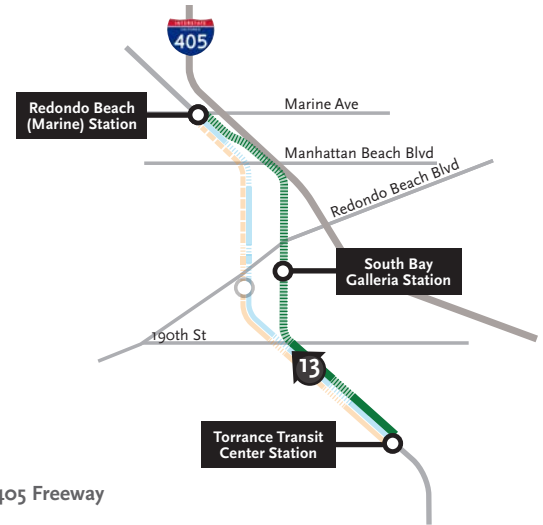 INTERSTATE
CALIFORNIA
405
Redondo Beach
(Marine) Station
Marine Ave
Manhattan Beach Blvd
Redondo Beach Blvd
South Bay
Galleria Station
190th St
13
Torrance Transit
Center Station
405 Freeway